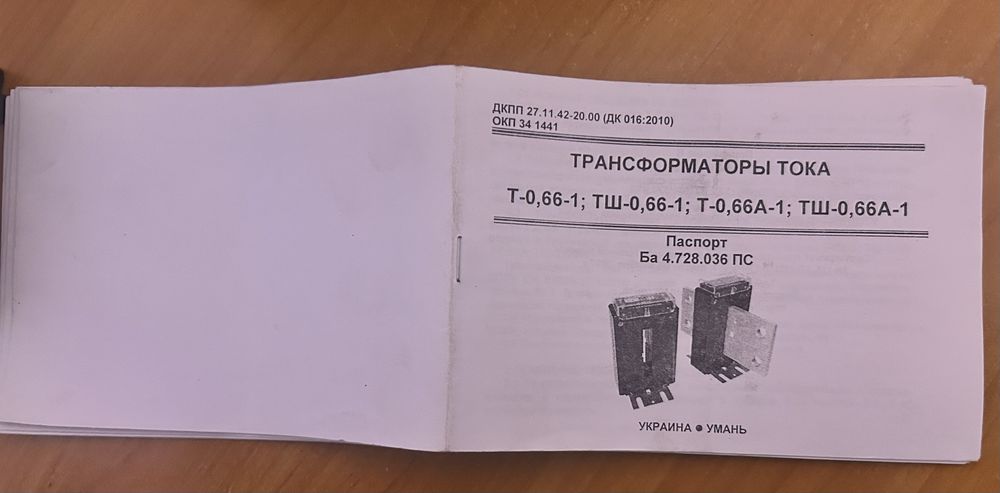 ДКПП 27.11.42-20.00 (ДК 016:2010)
ОКП 34 1441
ТРАНСФОРМАТОРЫ ТОКА
Т-0,66-1; ТШ-0,66-1; Т-0,66А-1; ТШ-0,66А-1
Паспорт
Ба 4.728.036 ПС
УКРАИНА ● УМАНЬ